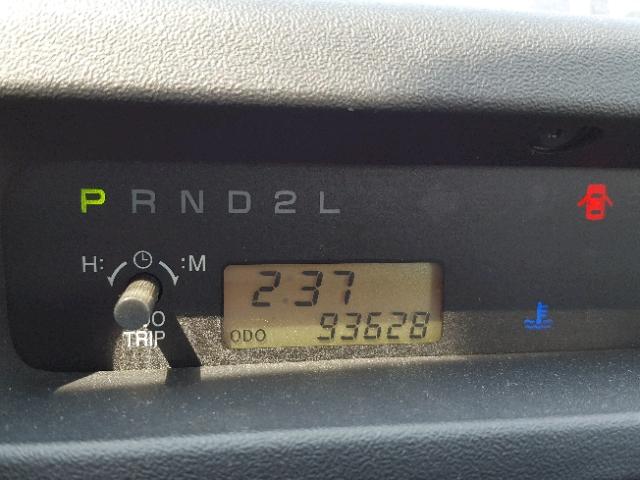 P R N D 2 L
H: :M
2:37
ODO 93628
TRIP